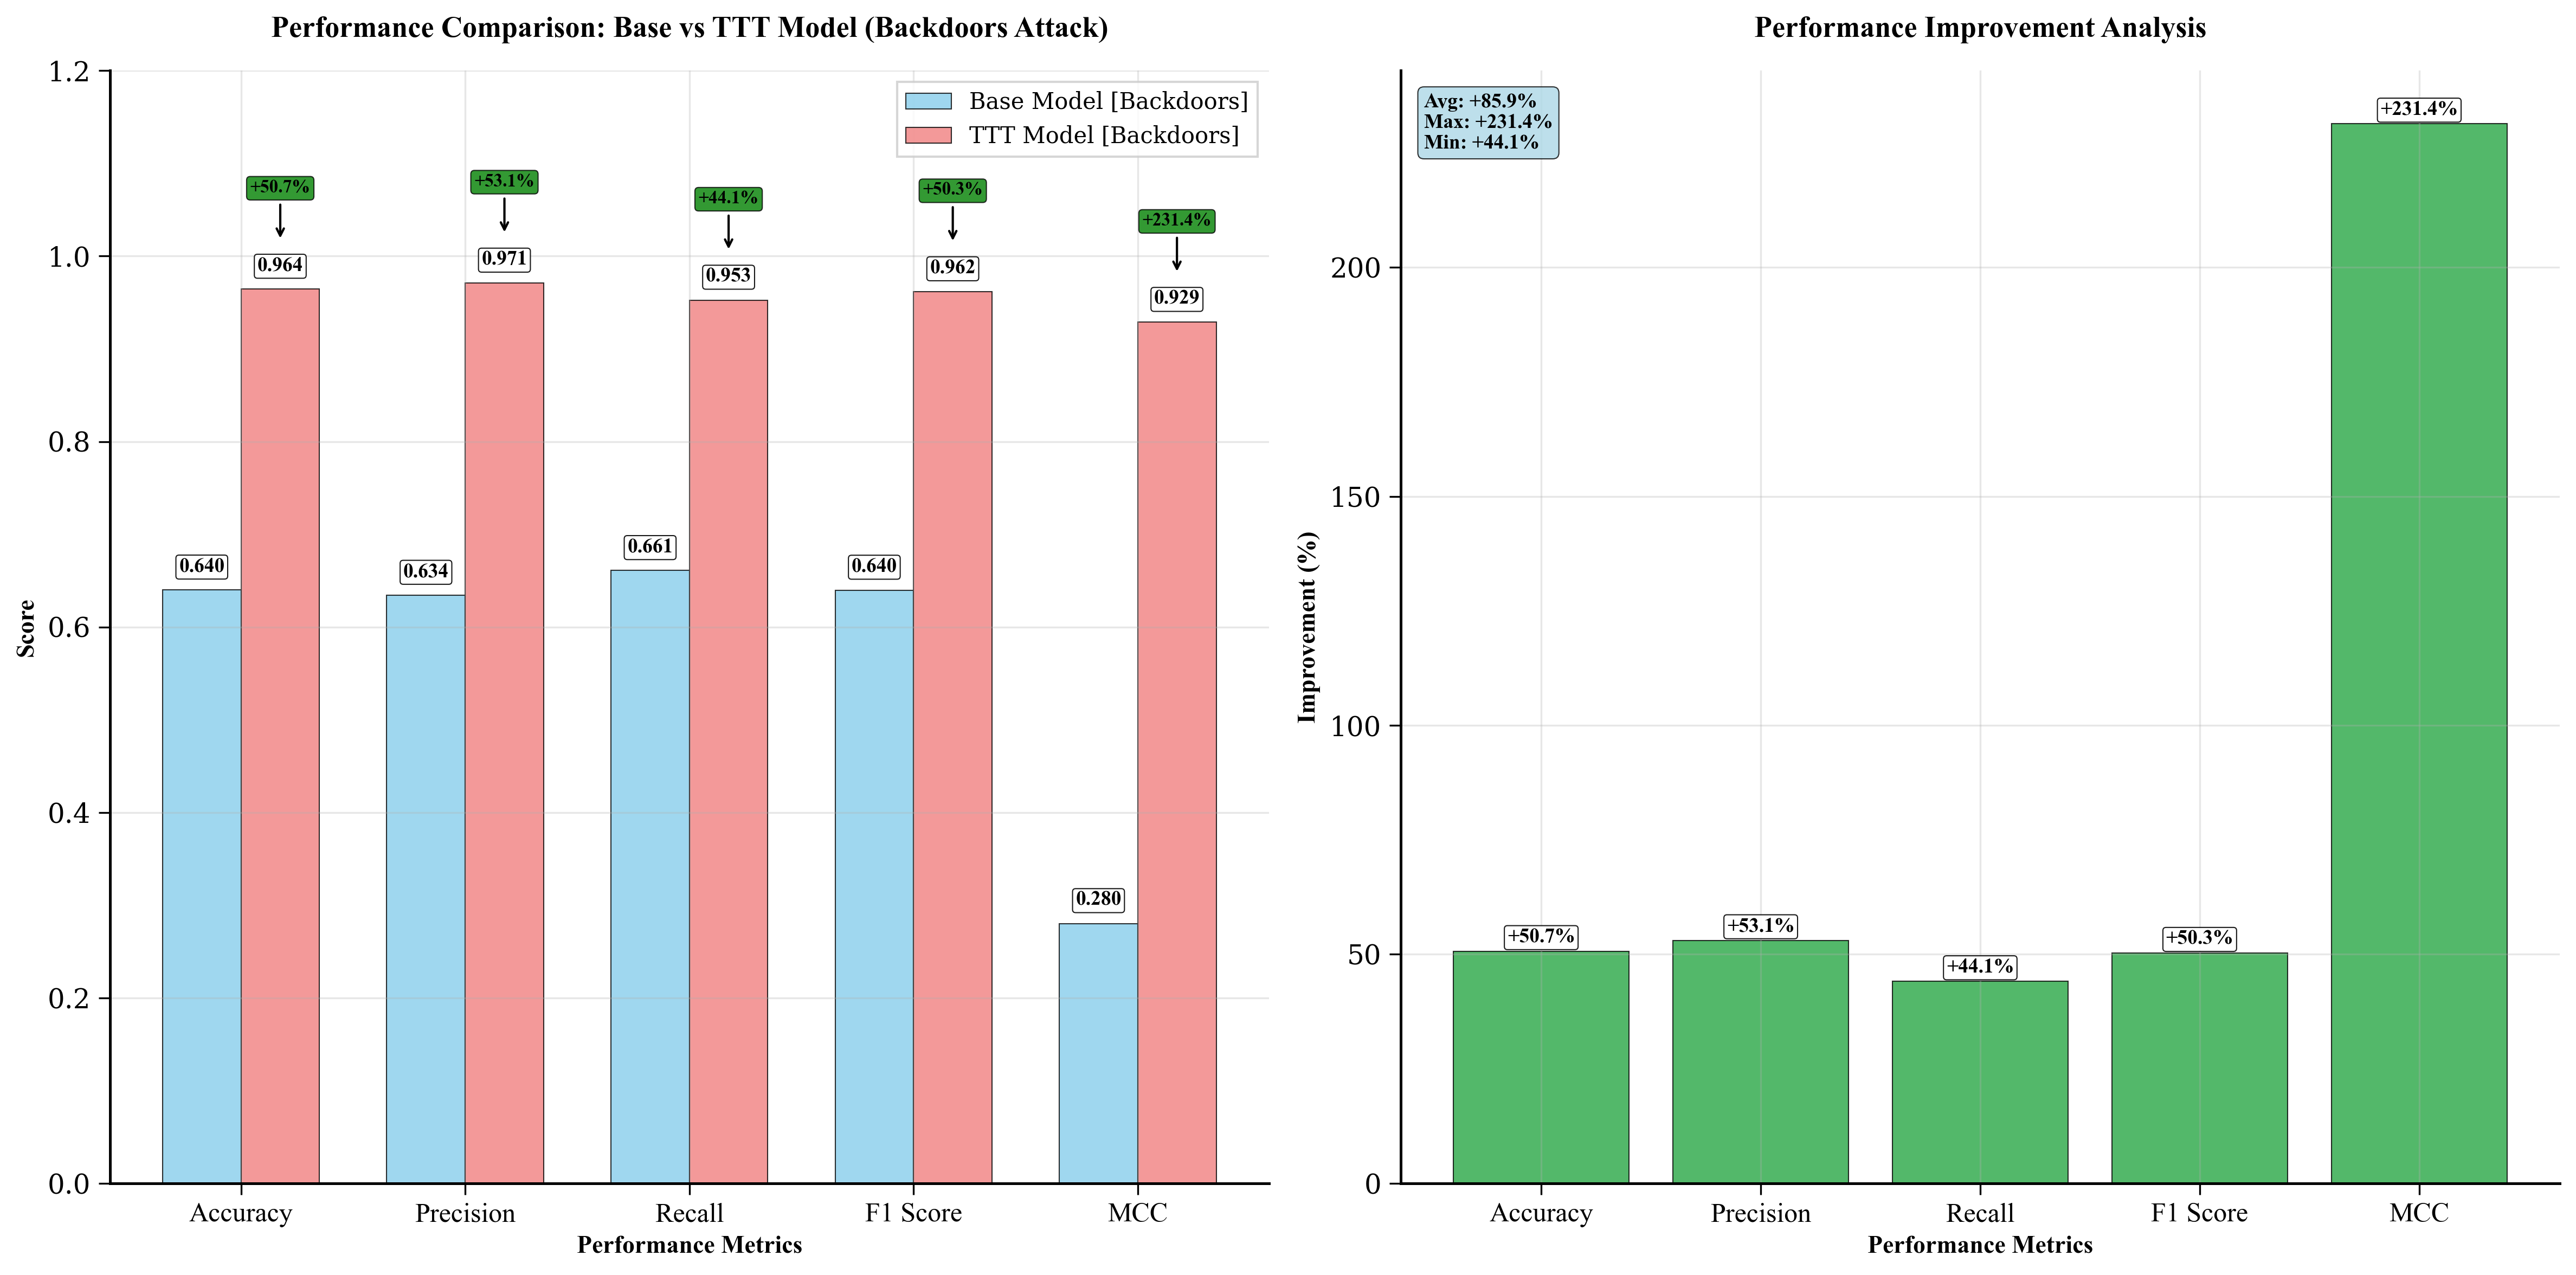 Performance Comparison: Base vs TTT Model (Backdoors Attack)
Base Model [Backdoors]
TTT Model [Backdoors]
+50.7%
+53.1%
+44.1%
+50.3%
+231.4%
0.964
0.971
0.953
0.962
0.929
0.640
0.634
0.661
0.640
0.280
1.2
1.0
0.8
0.6
0.4
0.2
0.0
Score
Accuracy
Precision
Recall
F1 Score
MCC
Performance Metrics
Performance Improvement Analysis
Avg: +85.9%
Max: +231.4%
Min: +44.1%
+231.4%
+50.7%
+53.1%
+44.1%
+50.3%
200
150
100
50
0
Improvement (%)
Accuracy
Precision
Recall
F1 Score
MCC
Performance Metrics